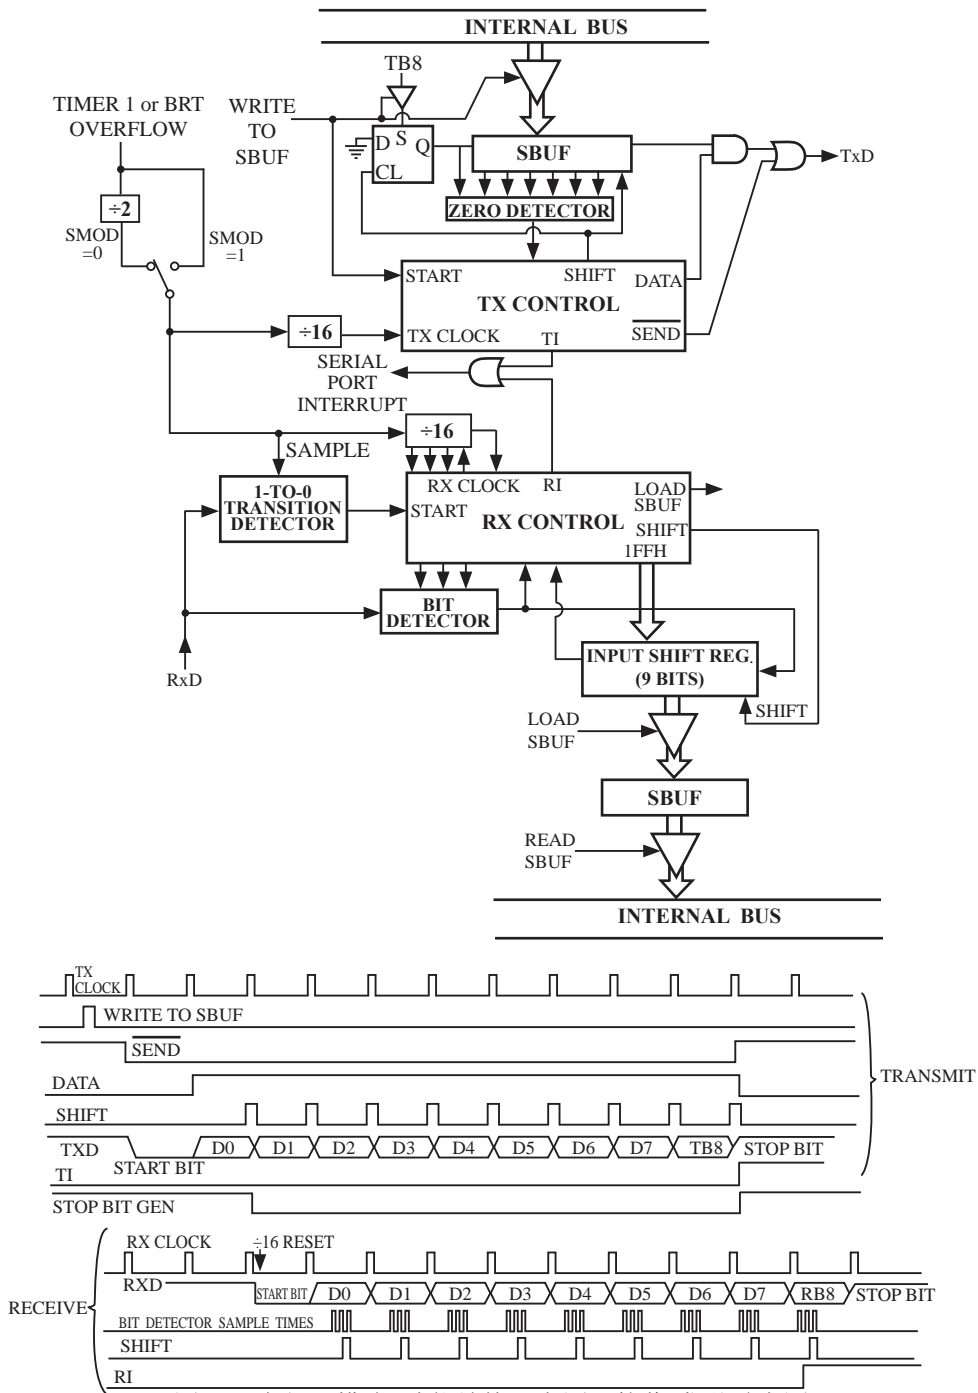 INTERNAL BUS
TB8
TIMER 1 or BRT
OVERFLOW
WRITE
TO
SBUF
D S Q
CL
SBUF
TxD
÷2
ZERO DETECTOR
SMOD
=0
SMOD
=1
START
SHIFT
DATA
TX CONTROL
÷16
TX CLOCK
TI
SEND
SERIAL
PORT
INTERRUPT
÷16
SAMPLE
1-TO-0
TRANSITION
DETECTOR
RX CLOCK
RI
LOAD
SBUF
START
RX CONTROL
SHIFT
1FFH
BIT
DETECTOR
RxD
INPUT SHIFT REG.
(9 BITS)
SHIFT
LOAD
SBUF
SBUF
READ
SBUF
INTERNAL BUS
TX
CLOCK
WRITE TO SBUF
SEND
DATA
TRANSMIT
SHIFT
TXD
START BIT
D0 D1 D2 D3 D4 D5 D6 D7 TB8 STOP BIT
TI
STOP BIT GEN
RX CLOCK
÷16 RESET
RXD
START BIT D0 D1 D2 D3 D4 D5 D6 D7 RB8 STOP BIT
RECEIVE
BIT DETECTOR SAMPLE TIMES
SHIFT
RI